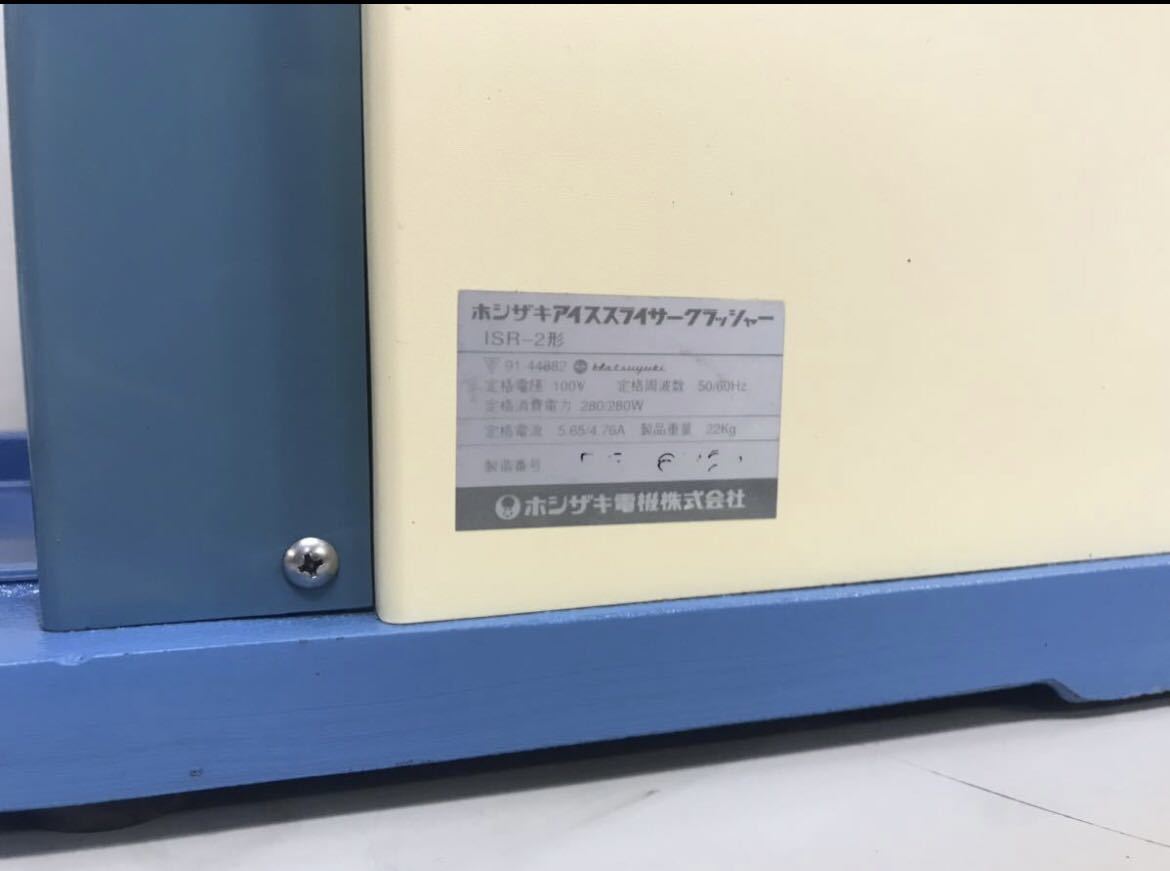 ホシザキアイススライサークラッシャー
ISR-2形
91-44882 Hatsuyuki
定格電圧 100V 定格周波数 50/60Hz
定格消費電力 280/280W
定格電流 5.65/4.76A 製品重量 22Kg
製造番号
ホシザキ電機株式会社